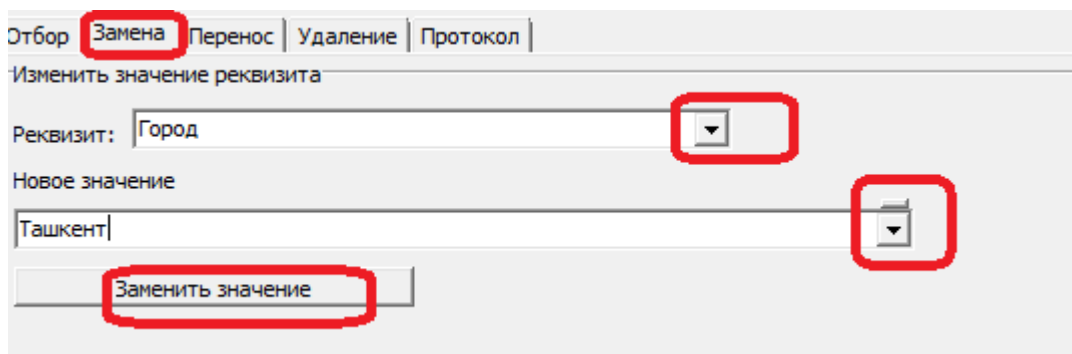 Отбор Замена Перенос Удаление Протокол
Изменить значение реквизита
Реквизит: Город
Новое значение
Ташкент
Заменить значение